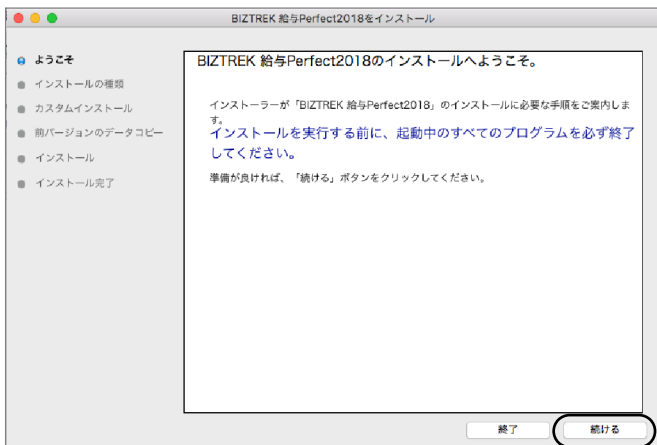 BIZTREK 給与Perfect2018をインストール
ようこそ
インストールの種類
カスタムインストール
前バージョンのデータコピー
インストール
インストール完了
BIZTREK 給与Perfect2018のインストールへようこそ。
インストーラーが「BIZTREK 給与Perfect2018」のインストールに必要な手順をご案内しま
す。
インストールを実行する前に、起動中のすべてのプログラムを必ず終了
してください。
準備が良ければ、「続ける」ボタンをクリックしてください。
終了
続ける